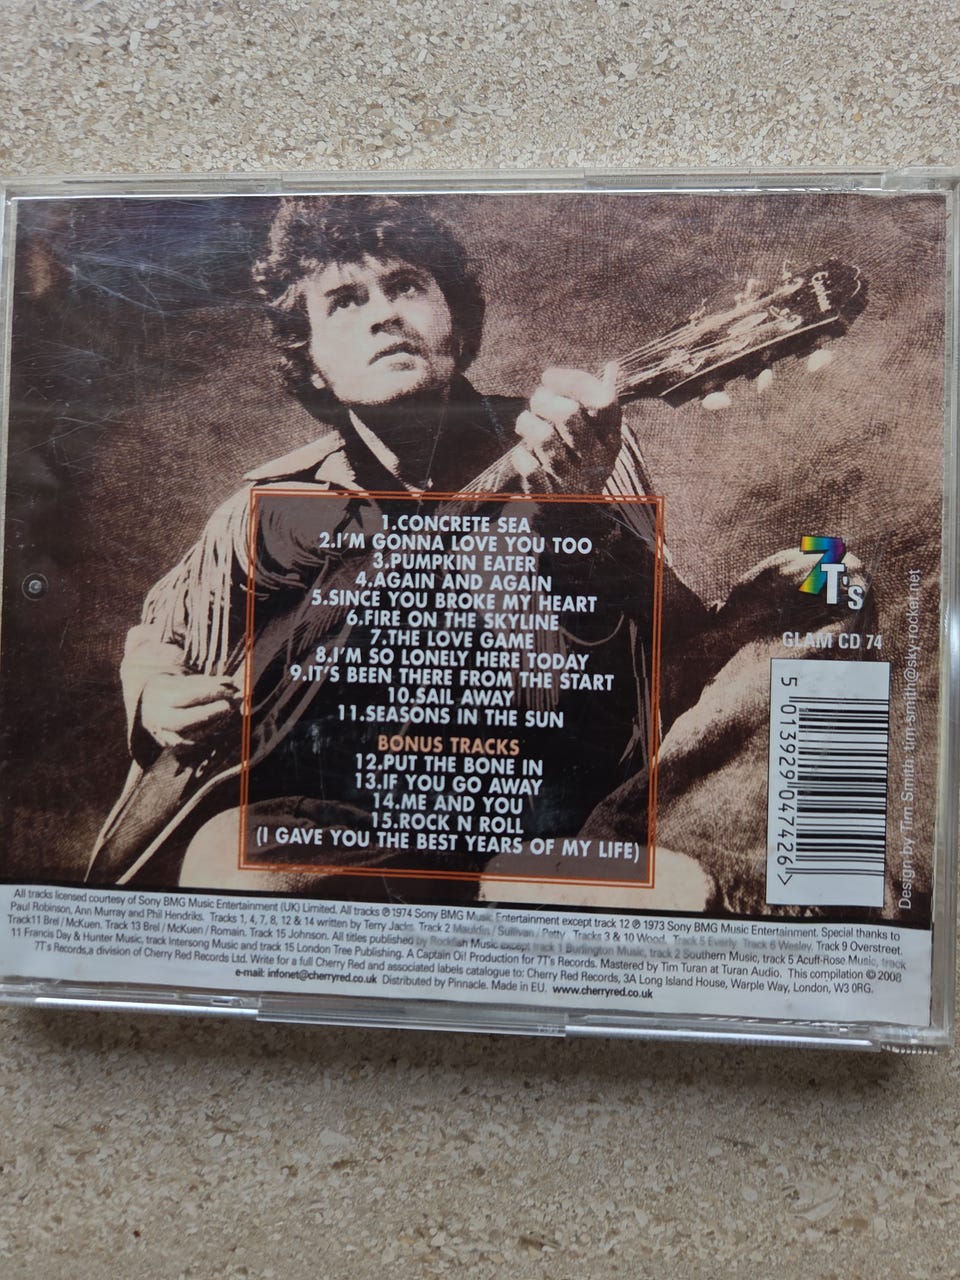 1.CONCRETE SEA
2.I'M GONNA LOVE YOU TOO
3.PUMPKIN EATER
4.AGAIN AND AGAIN
5.SINCE YOU BROKE MY HEART
6.FIRE ON THE SKYLINE
7.THE LOVE GAME
8.I'M SO LONELY HERE TODAY
9.IT'S BEEN THERE FROM THE START
10.SAIL AWAY
11.SEASONS IN THE SUN
BONUS TRACKS
12.PUT THE BONE IN
13.IF YOU GO AWAY
14.ME AND YOU
15.ROCK N ROLL
(I GAVE YOU THE BEST YEARS OF MY LIFE)
7T's
GLAM CD 74
5 013929 047426 >
Design by Tim Smith tim-smith@sky-rocket.net
All tracks licensed courtesy of Sony BMG Music Entertainment (UK) Limited. All tracks ℗ 1974 Sony BMG Music Entertainment except track 12 ℗ 1973 Sony BMG Music Entertainment. Special thanks to
Paul Robinson, Ann Murray and Phil Hendriks. Tracks 1, 4, 7, 8, 12 & 14 written by Terry Jacks. Track 2 Mauldin / Sullivan / Petty. Tracks 3 & 10 Wood. Track 5 Everly. Track 6 Wesley. Track 9 Overstreet.
Track11 Brel / McKuen. Track 13 Brel / McKuen / Romain. Track 15 Johnson. All titles published by Rockfish Music except track 1 Burlington Music, track 2 Southern Music, track 5 Acuff-Rose Music, track
11 Francis Day & Hunter Music, track Intersong Music and track 15 London Tree Publishing. A Captain Oi! Production for 7T's Records. Mastered by Tim Turan at Turan Audio. This compilation © 2008
7T's Records,a division of Cherry Red Records Ltd. Write for a full Cherry Red and associated labels catalogue to: Cherry Red Records, 3A Long Island House, Warple Way, London, W3 0RG.
e-mail: infonet@cherryred.co.uk Distributed by Pinnacle. Made in EU. www.cherryred.co.uk